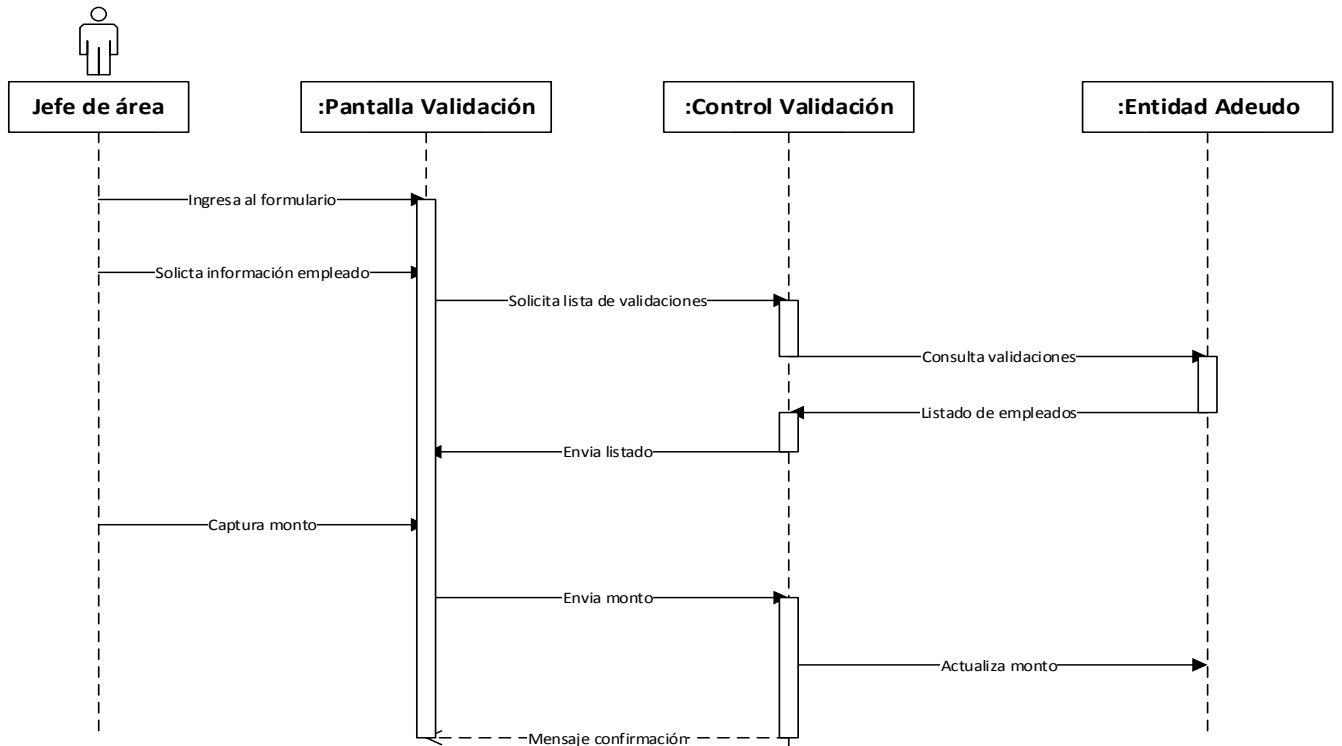 Jefe de área
:Pantalla Validación
:Control Validación
:Entidad Adeudo
Ingresa al formulario
Solicta información empleado
Solicita lista de validaciones
Consulta validaciones
Listado de empleados
Envia listado
Captura monto
Envia monto
Actualiza monto
Mensaje confirmación